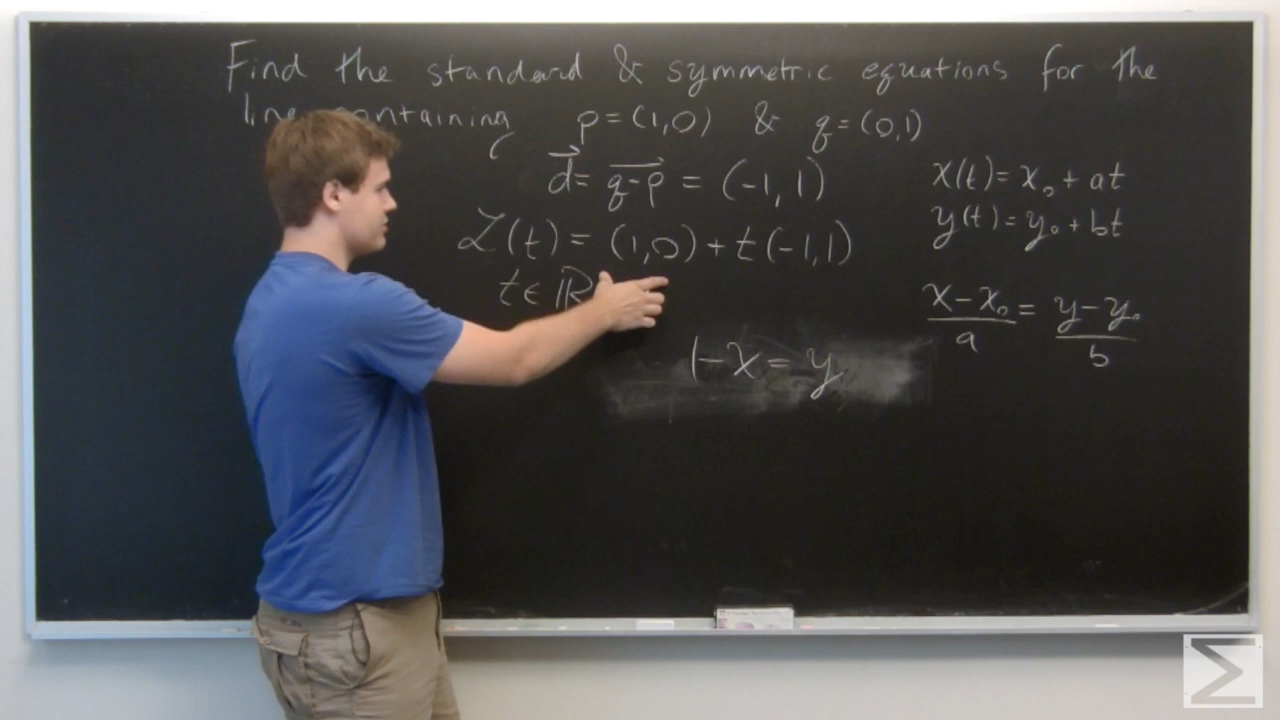 Find the standard & symmetric equations for the
containing p=(1,0) & q=(0,1)
d⃗= q-p = (-1,1)
L(t) = (1,0) + t(-1,1)
t ∈ ℝ
1-x = y
x(t)=x₀+at
y(t)=y₀+bt
x-x₀/a = y-y₀/b
Σ